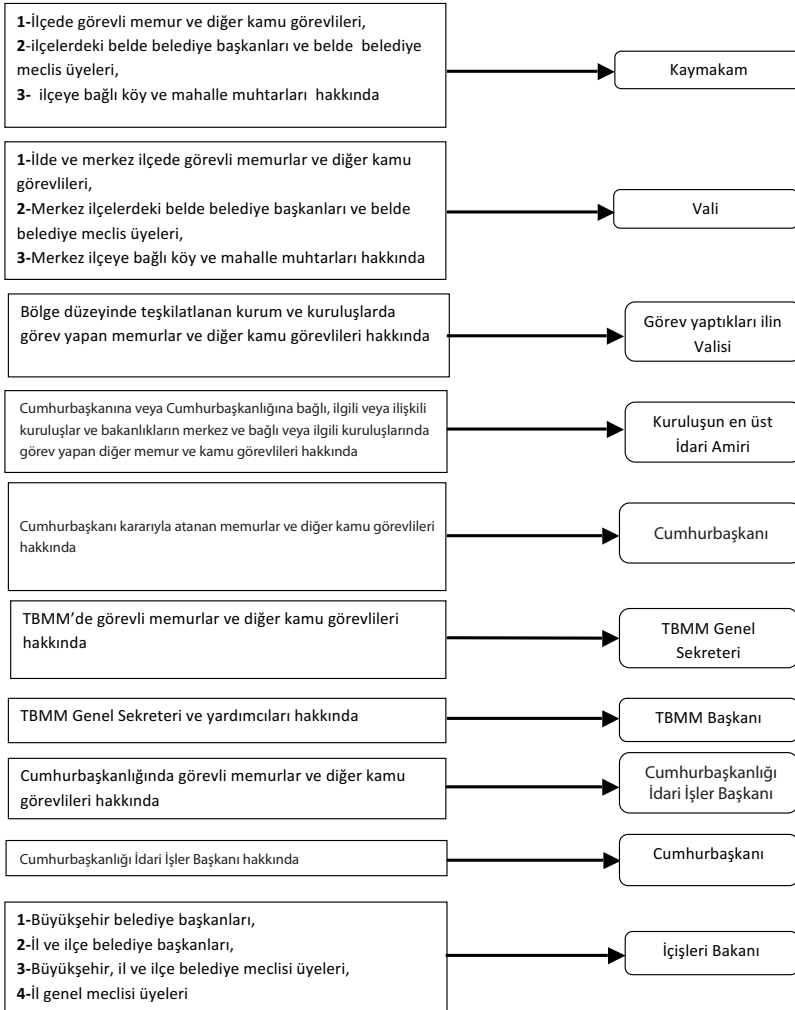 1-İlçede görevli memur ve diğer kamu görevlileri,
2-ilçelerdeki belde belediye başkanları ve belde belediye
meclis üyeleri,
3- ilçeye bağlı köy ve mahalle muhtarları hakkında
Kaymakam
1-İlde ve merkez ilçede görevli memurlar ve diğer kamu
görevlileri,
2-Merkez ilçelerdeki belde belediye başkanları ve belde
belediye meclis üyeleri,
3-Merkez ilçeye bağlı köy ve mahalle muhtarları hakkında
Vali
Bölge düzeyinde teşkilatlanan kurum ve kuruluşlarda
görev yapan memurlar ve diğer kamu görevlileri hakkında
Görev yaptıkları ilin
Valisi
Cumhurbaşkanına veya Cumhurbaşkanlığına bağlı, ilgili veya ilişkili
kuruluşlar ve bakanlıkların merkez ve bağlı veya ilgili kuruluşlarında
görev yapan diğer memur ve kamu görevlileri hakkında
Kuruluşun en üst
İdari Amiri
Cumhurbaşkanı kararıyla atanan memurlar ve diğer kamu görevlileri
hakkında
Cumhurbaşkanı
TBMM’de görevli memurlar ve diğer kamu görevlileri
hakkında
TBMM Genel
Sekreteri
TBMM Genel Sekreteri ve yardımcıları hakkında
TBMM Başkanı
Cumhurbaşkanlığında görevli memurlar ve diğer kamu
görevlileri hakkında
Cumhurbaşkanlığı
İdari İşler Başkanı
Cumhurbaşkanlığı İdari İşler Başkanı hakkında
Cumhurbaşkanı
1-Büyükşehir belediye başkanları,
2-İl ve ilçe belediye başkanları,
3-Büyükşehir, il ve ilçe belediye meclisi üyeleri,
4-İl genel meclisi üyeleri
İçişleri Bakanı